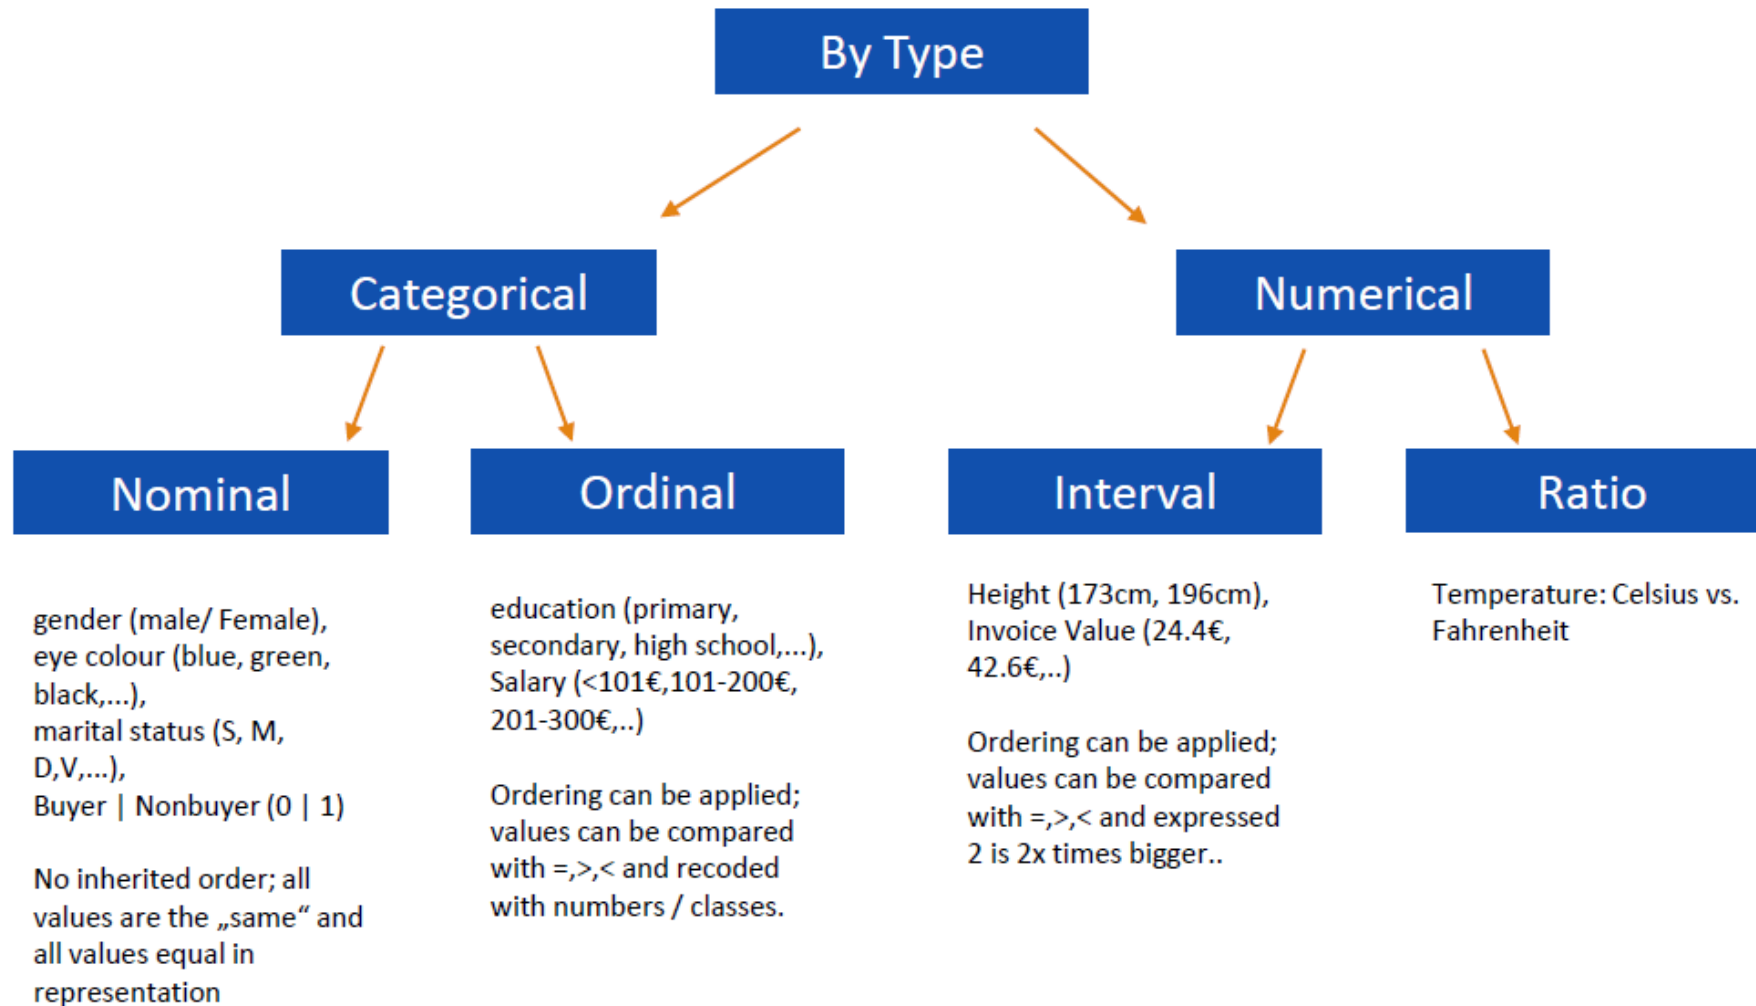 By Type
Categorical
Numerical
Nominal
Ordinal
Interval
Ratio
gender (male/ Female),
eye colour (blue, green,
black,...),
marital status (S, M,
D,V,...),
Buyer | Nonbuyer (0 | 1)
No inherited order; all
values are the „same“ and
all values equal in
representation
education (primary,
secondary, high school,...),
Salary (<101€,101-200€,
201-300€,..)
Ordering can be applied;
values can be compared
with =,>,< and recoded
with numbers / classes.
Height (173cm, 196cm),
Invoice Value (24.4€,
42.6€,..)
Ordering can be applied;
values can be compared
with =,>,< and expressed
2 is 2x times bigger..
Temperature: Celsius vs.
Fahrenheit